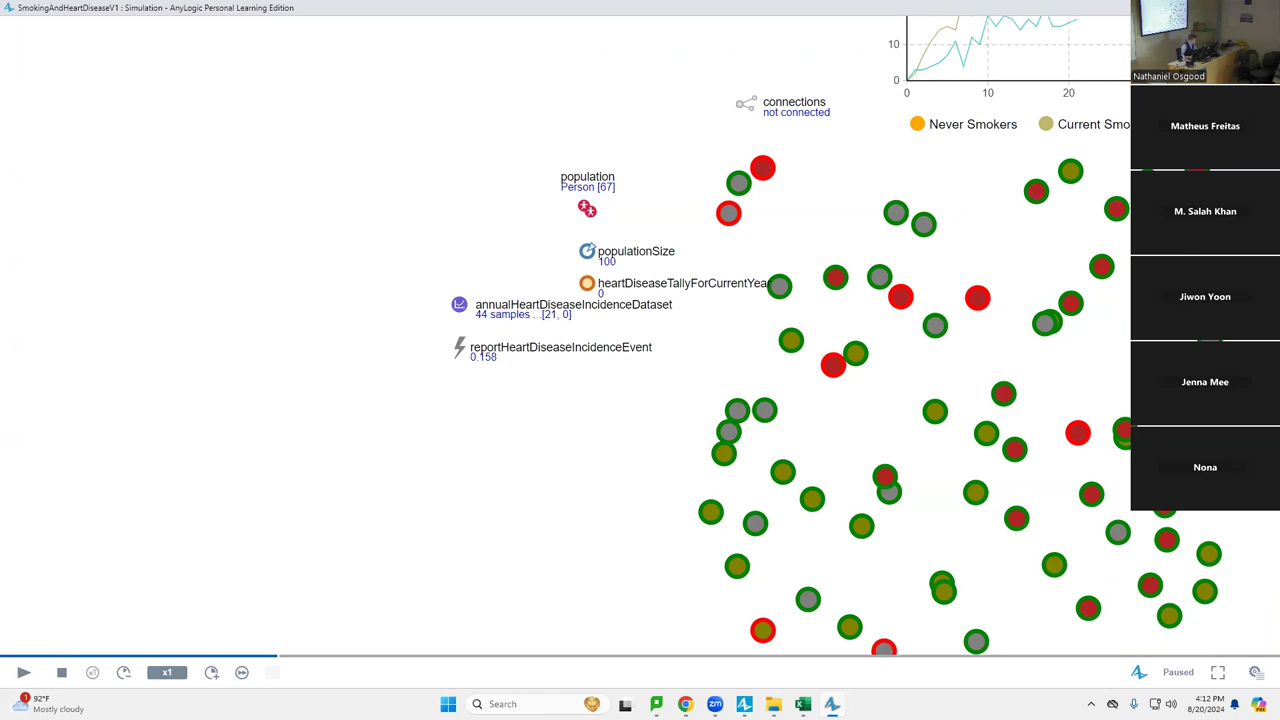 SmokingAndHeartDiseaseV1 : Simulation - AnyLogic Personal Learning Edition
10
0
0
10
20
connections
not connected
Never Smokers
Current Smo
population
Person [67]
populationSize
100
heartDiseaseTallyForCurrentYea
0
annualHeartDiseaseIncidenceDataset
44 samples ...[21, 0]
reportHeartDiseaseIncidenceEvent
0.158
Nathaniel Osgood
Matheus Freitas
M. Salah Khan
Jiwon Yoon
Jenna Mee
Nona
x1
x1
Paused
1
92°F
Mostly cloudy
Search
4:12 PM
8/20/2024